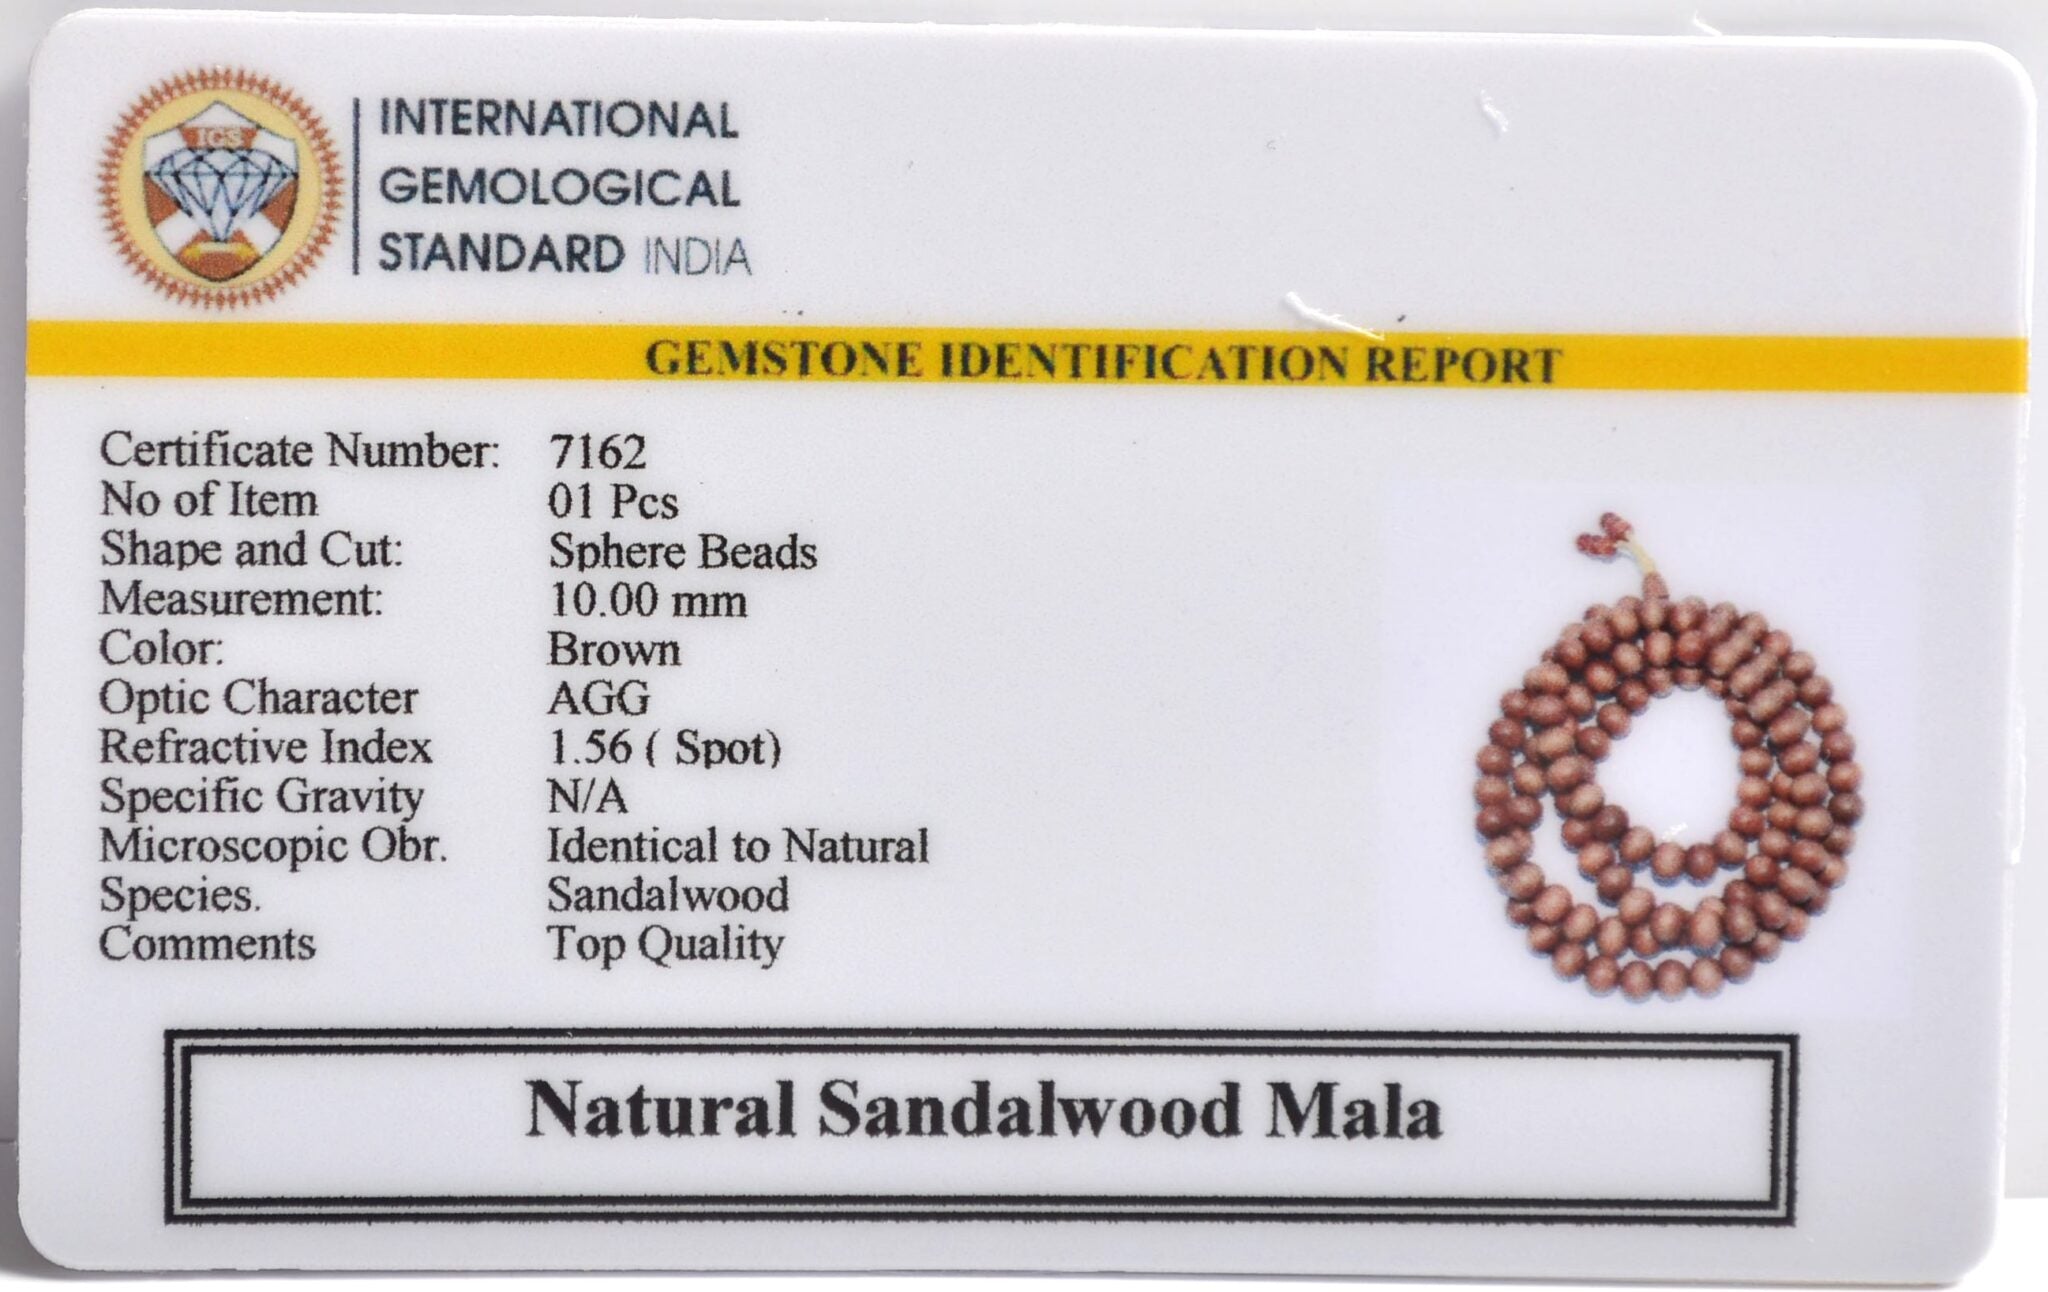 IGS
INTERNATIONAL
GEMOLOGICAL
STANDARD INDIA
GEMSTONE IDENTIFICATION REPORT
Certificate Number: 7162
No of Item 01 Pcs
Shape and Cut: Sphere Beads
Measurement: 10.00 mm
Color: Brown
Optic Character AGG
Refractive Index 1.56 ( Spot)
Specific Gravity N/A
Microscopic Obr. Identical to Natural
Species. Sandalwood
Comments Top Quality
Natural Sandalwood Mala